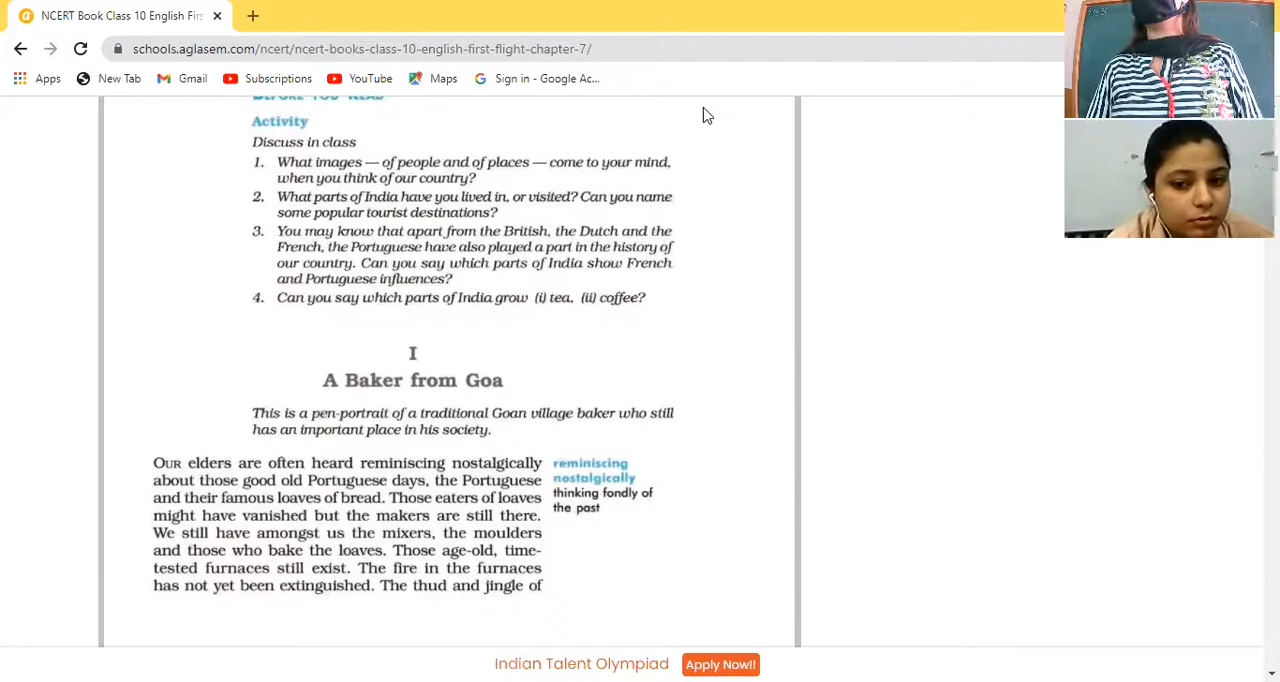 NCERT Book Class 10 English Firs
schools.aglasem.com/ncert/ncert-books-class-10-english-first-flight-chapter-7/
Apps New Tab Gmail Subscriptions YouTube Maps Sign in - Google Ac...
BEFORE YOU READ
Activity
Discuss in class
1. What images — of people and of places — come to your mind,
when you think of our country?
2. What parts of India have you lived in, or visited? Can you name
some popular tourist destinations?
3. You may know that apart from the British, the Dutch and the
French, the Portuguese have also played a part in the history of
our country. Can you say which parts of India show French
and Portuguese influences?
4. Can you say which parts of India grow (i) tea, (ii) coffee?
I
A Baker from Goa
This is a pen-portrait of a traditional Goan village baker who still
has an important place in his society.
OUR elders are often heard reminiscing nostalgically
about those good old Portuguese days, the Portuguese
and their famous loaves of bread. Those eaters of loaves
might have vanished but the makers are still there.
We still have amongst us the mixers, the moulders
and those who bake the loaves. Those age-old, time-
tested furnaces still exist. The fire in the furnaces
has not yet been extinguished. The thud and jingle of
reminiscing
nostalgically
thinking fondly of
the past
Indian Talent Olympiad Apply Now!!